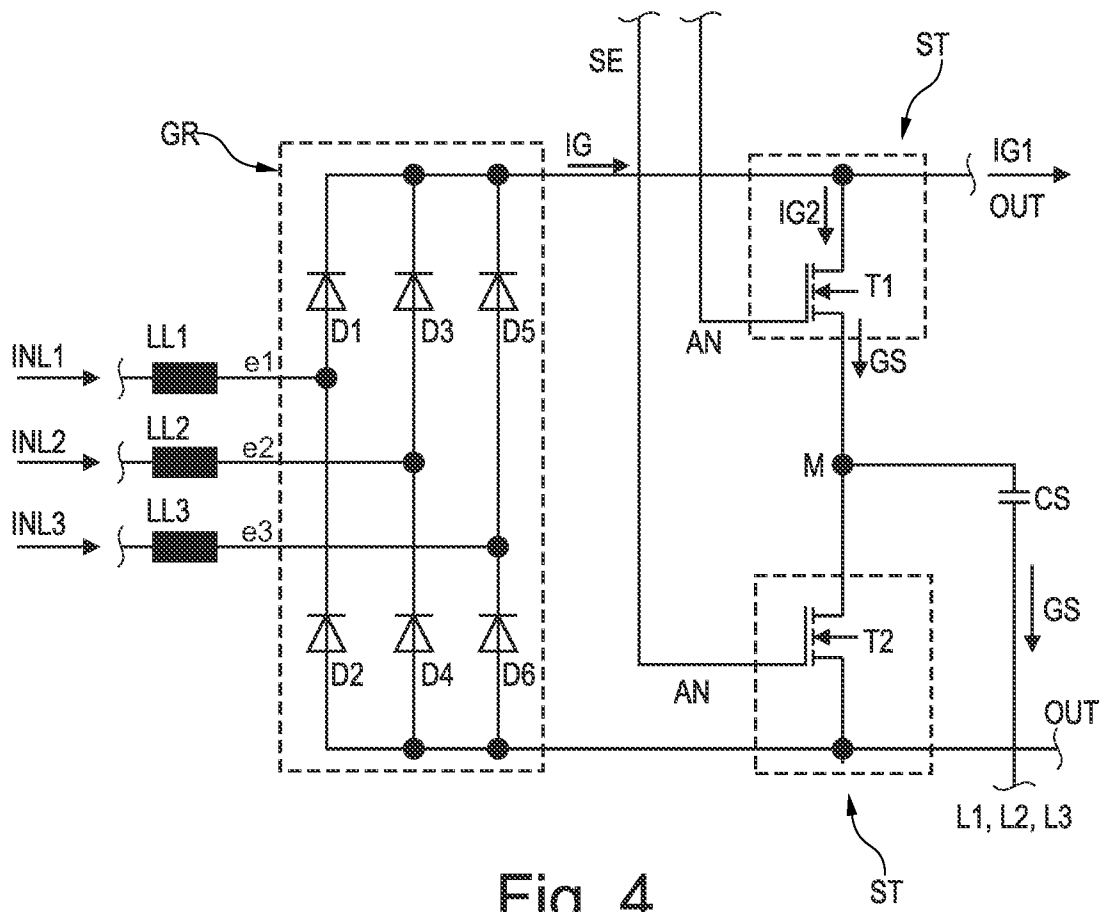 ST
SE
GR
IG
IG1
OUT
IG2
T1
D1
D3
D5
AN
GS
INL1
LL1
e1
INL2
LL2
e2
M
CS
INL3
LL3
e3
GS
T2
D2
D4
D6
AN
OUT
L1, L2, L3
ST
Fig. 4